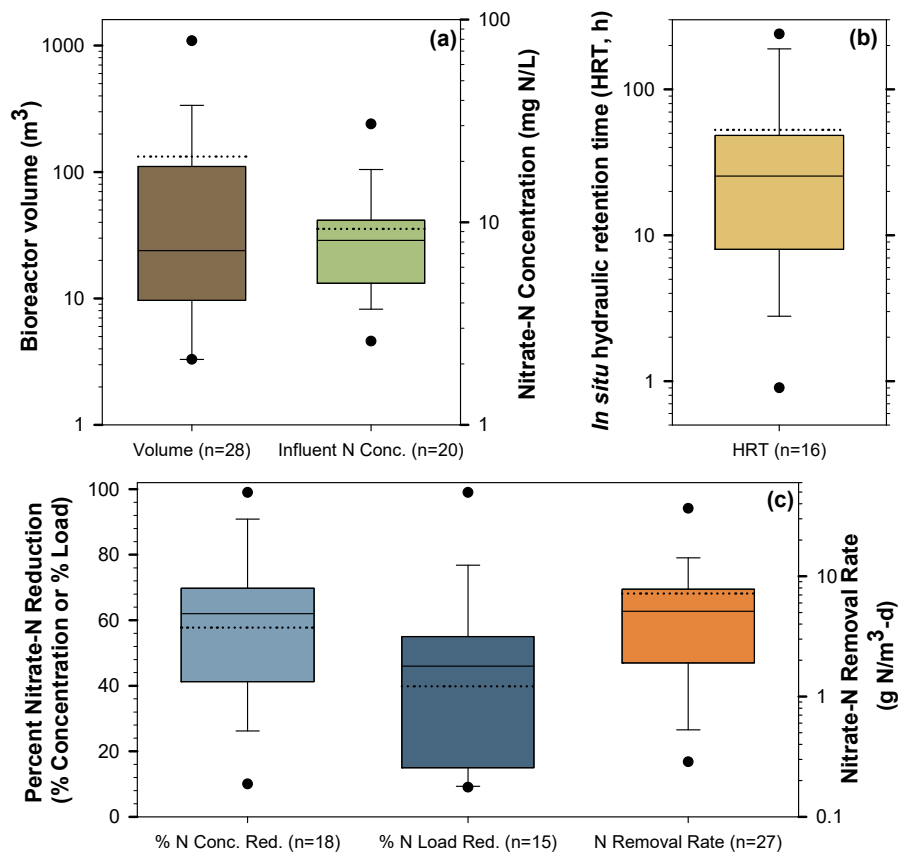 (a)
Bioreactor volume (m³)
1000
100
10
1
Nitrate-N Concentration (mg N/L)
100
10
1
Volume (n=28)
Influent N Conc. (n=20)
(b)
In situ hydraulic retention time (HRT, h)
100
10
1
HRT (n=16)
(c)
Percent Nitrate-N Reduction
(% Concentration or % Load)
100
80
60
40
20
0
Nitrate-N Removal Rate
(g N/m³-d)
10
1
0.1
% N Conc. Red. (n=18)
% N Load Red. (n=15)
N Removal Rate (n=27)